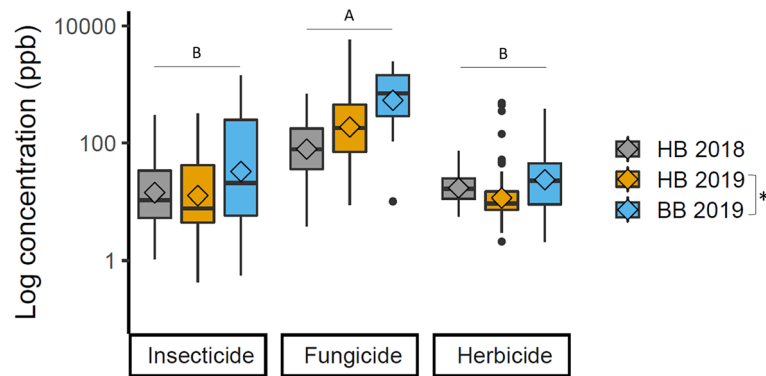 Log concentration (ppb)
10000
100
1
B
A
B
Insecticide
Fungicide
Herbicide
HB 2018
HB 2019
BB 2019
*